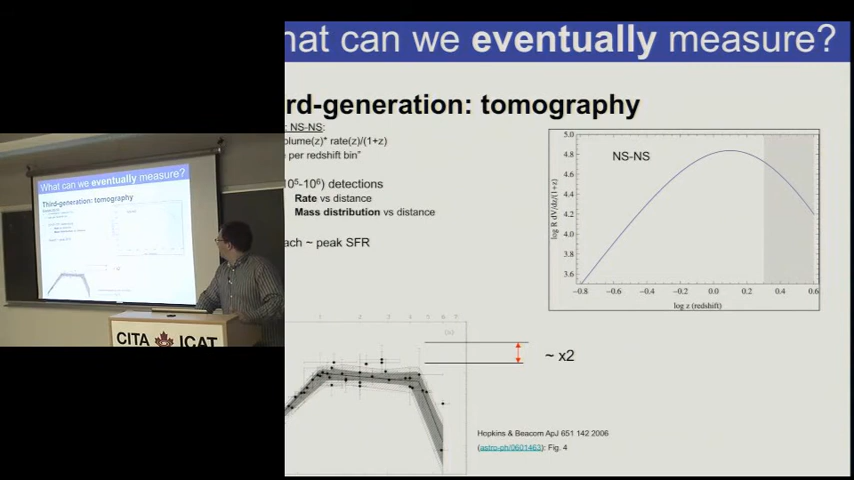 hat can we eventually measure?
rd-generation: tomography
: NS-NS:
olume(z)* rate(z)/(1+z)
per redshift bin"
10⁵-10⁶) detections
Rate vs distance
Mass distribution vs distance
ach ~ peak SFR
NS-NS
log R dV/dz/(1+z)
5.0
4.8
4.6
4.4
4.2
4.0
3.8
3.6
−0.8 −0.6 −0.4 −0.2 0.0 0.2 0.4 0.6
log z (redshift)
~ x2
Hopkins & Beacom ApJ 651 142 2006
(astro-ph/0601463): Fig. 4
What can we eventually measure?
Third-generation: tomography
CITA ICAT